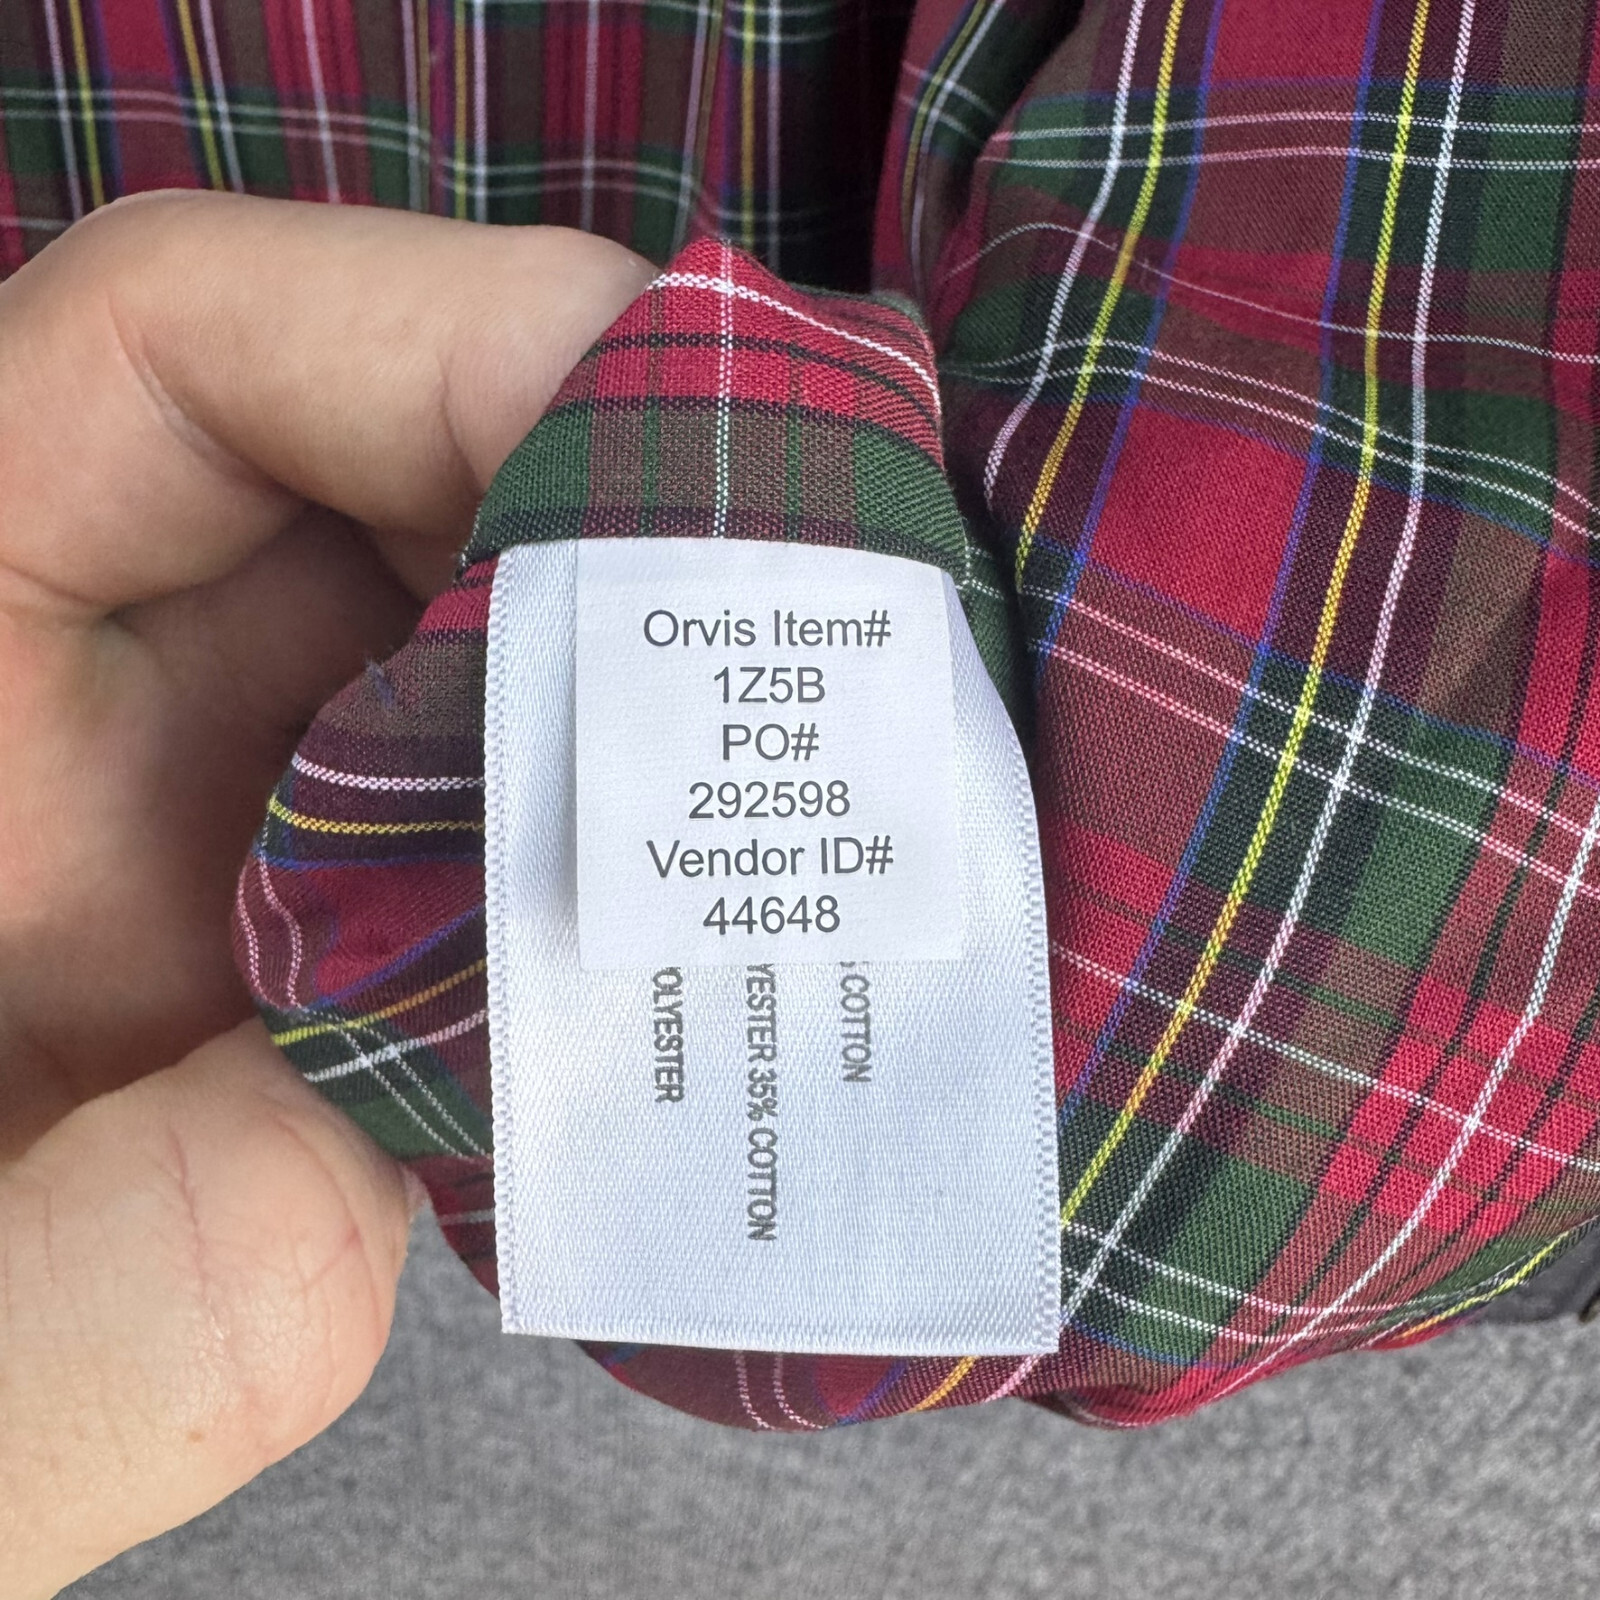 Orvis Item#
1Z5B
PO#
292598
Vendor ID#
44648
COTTON
YESTER 35% COTTON
OLYESTER